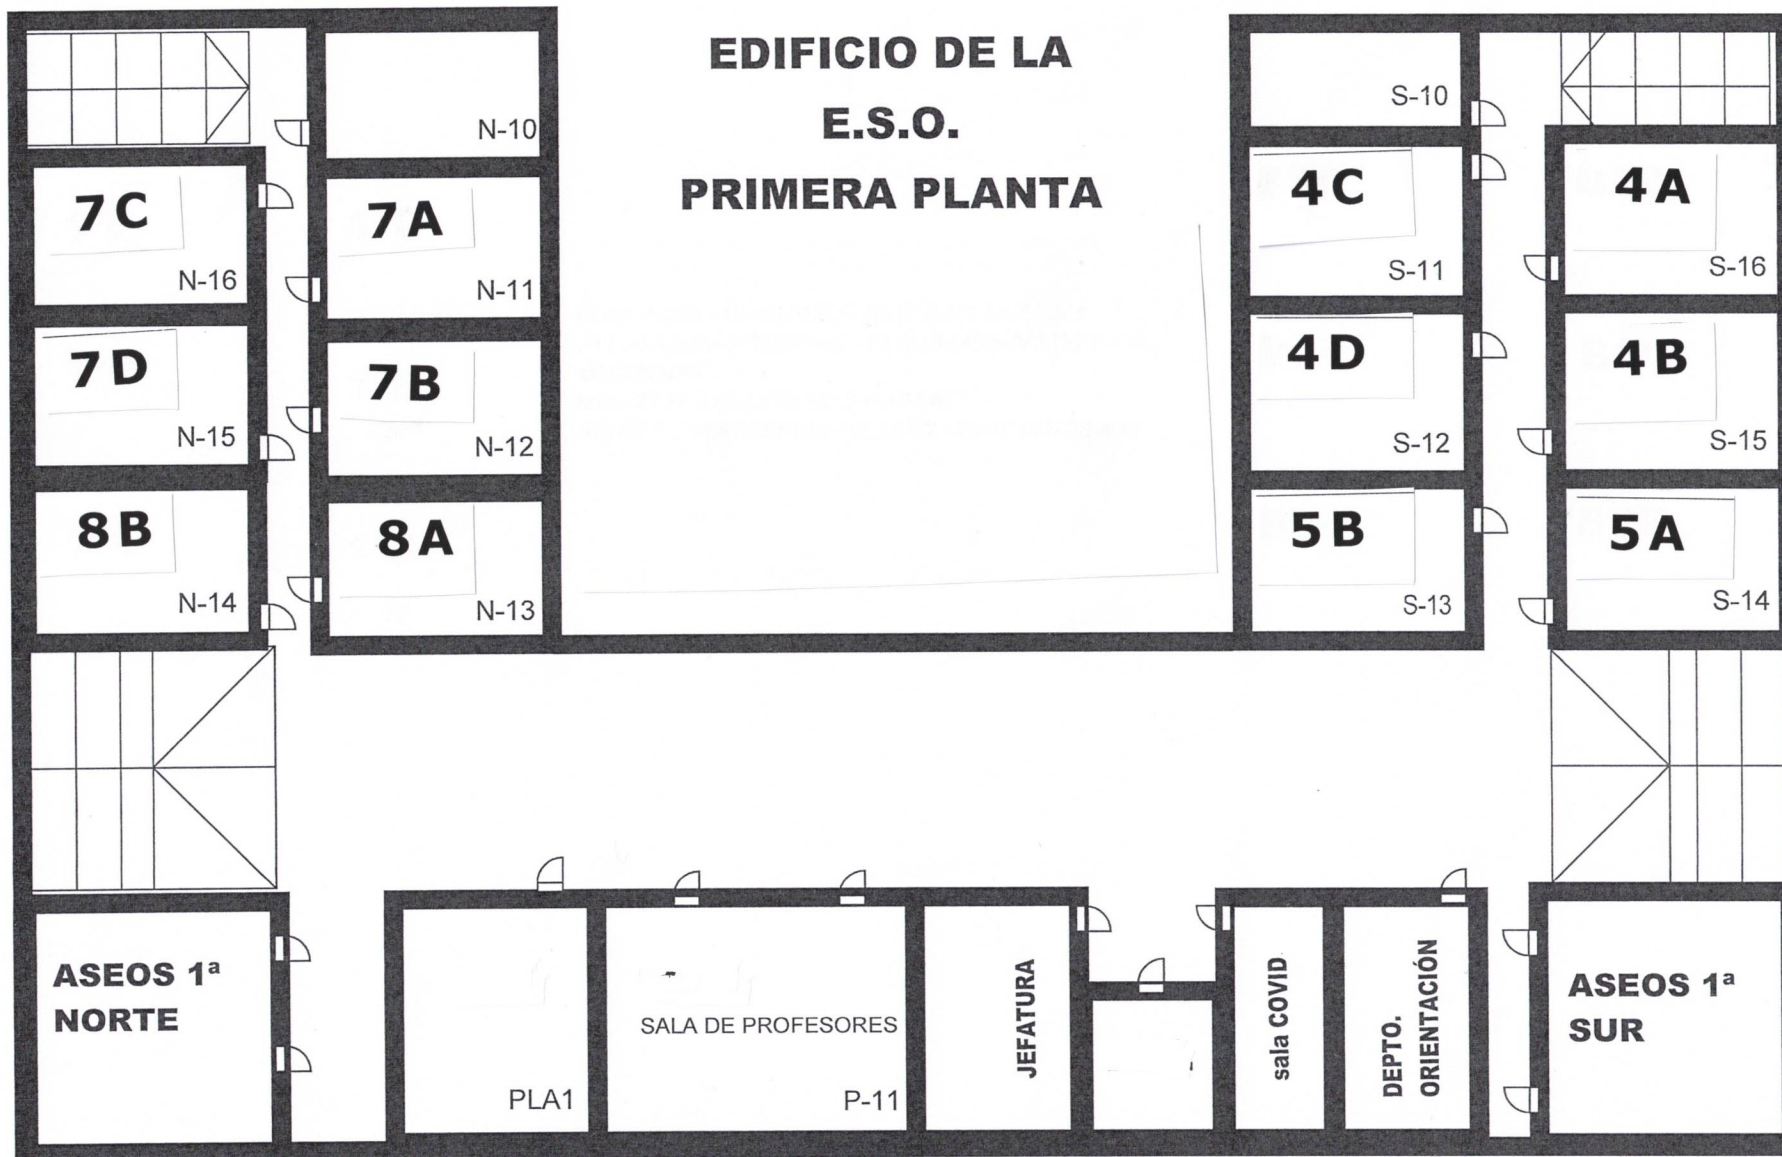 EDIFICIO DE LA
E.S.O.
PRIMERA PLANTA
N-10
7C
N-16
7A
N-11
7D
N-15
7B
N-12
8B
N-14
8A
N-13
S-10
4C
S-11
4A
S-16
4D
S-12
4B
S-15
5B
S-13
5A
S-14
ASEOS 1ª
NORTE
PLA1
SALA DE PROFESORES
P-11
JEFATURA
sala COVID
DEPTO.
ORIENTACIÓN
ASEOS 1ª
SUR